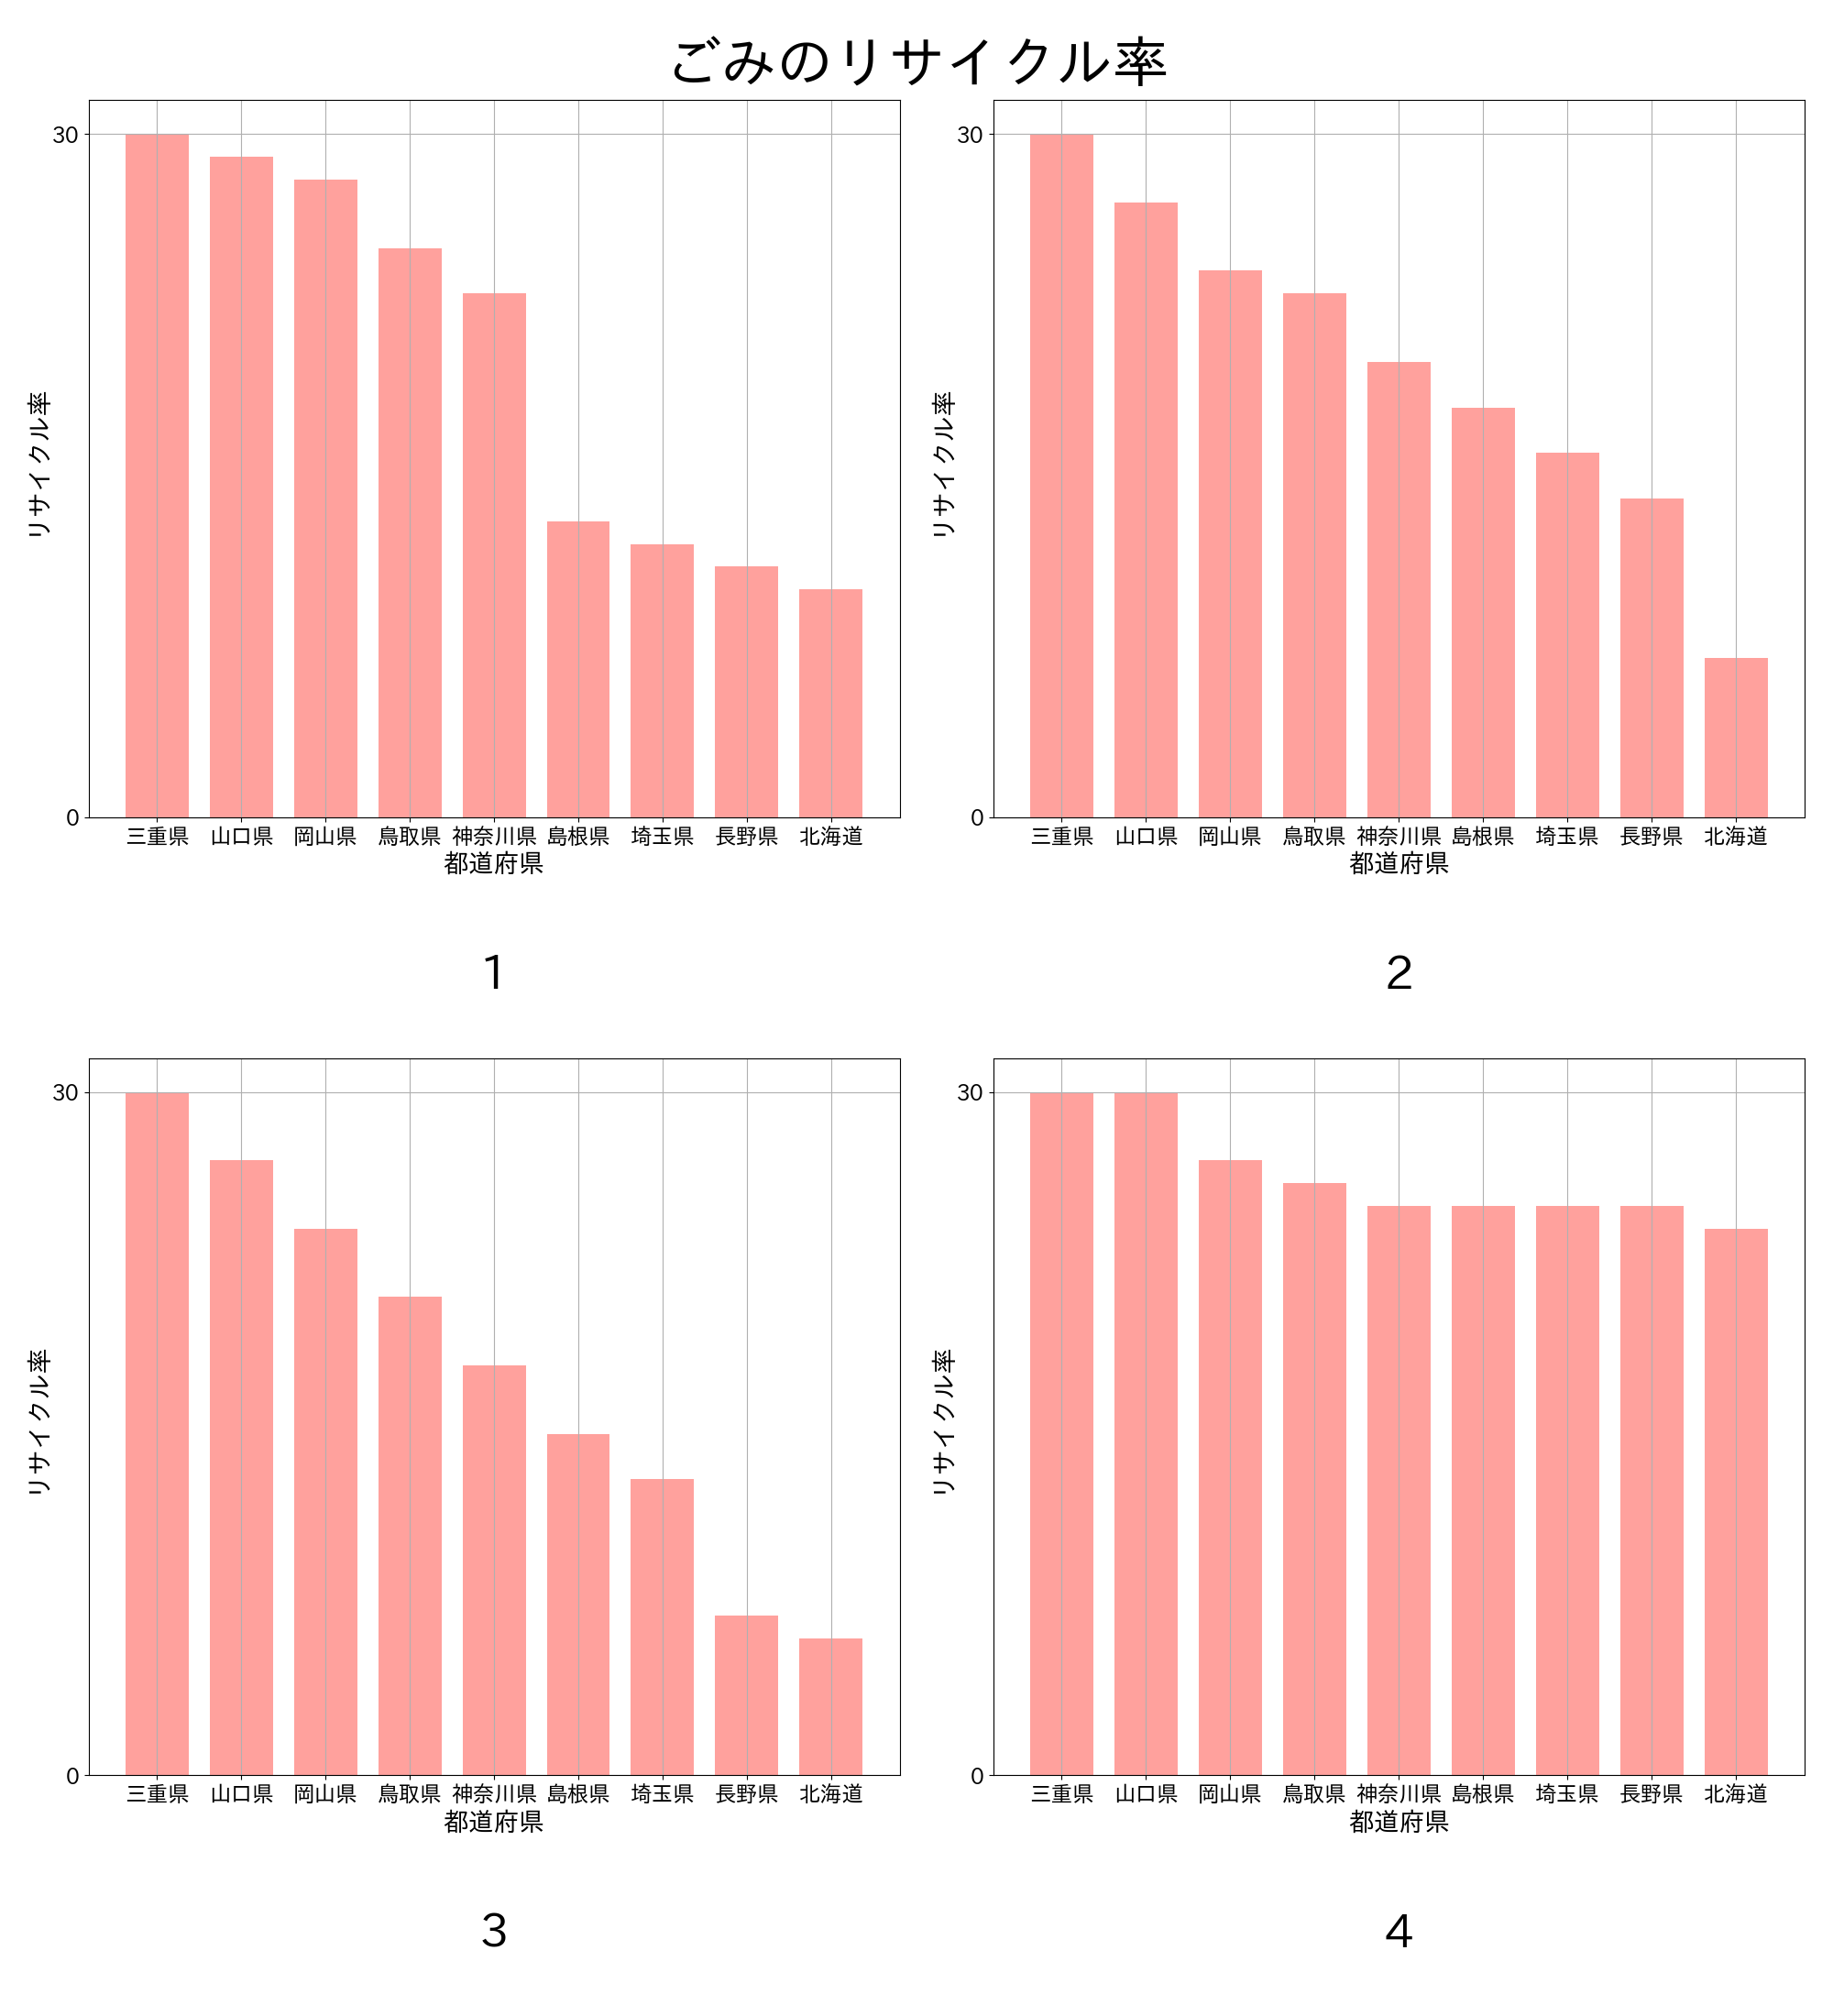 ごみのリサイクル率
30
0
リサイクル率
三重県 山口県 岡山県 鳥取県 神奈川県 島根県 埼玉県 長野県 北海道
都道府県
1
30
0
リサイクル率
三重県 山口県 岡山県 鳥取県 神奈川県 島根県 埼玉県 長野県 北海道
都道府県
2
30
0
リサイクル率
三重県 山口県 岡山県 鳥取県 神奈川県 島根県 埼玉県 長野県 北海道
都道府県
3
30
0
リサイクル率
三重県 山口県 岡山県 鳥取県 神奈川県 島根県 埼玉県 長野県 北海道
都道府県
4